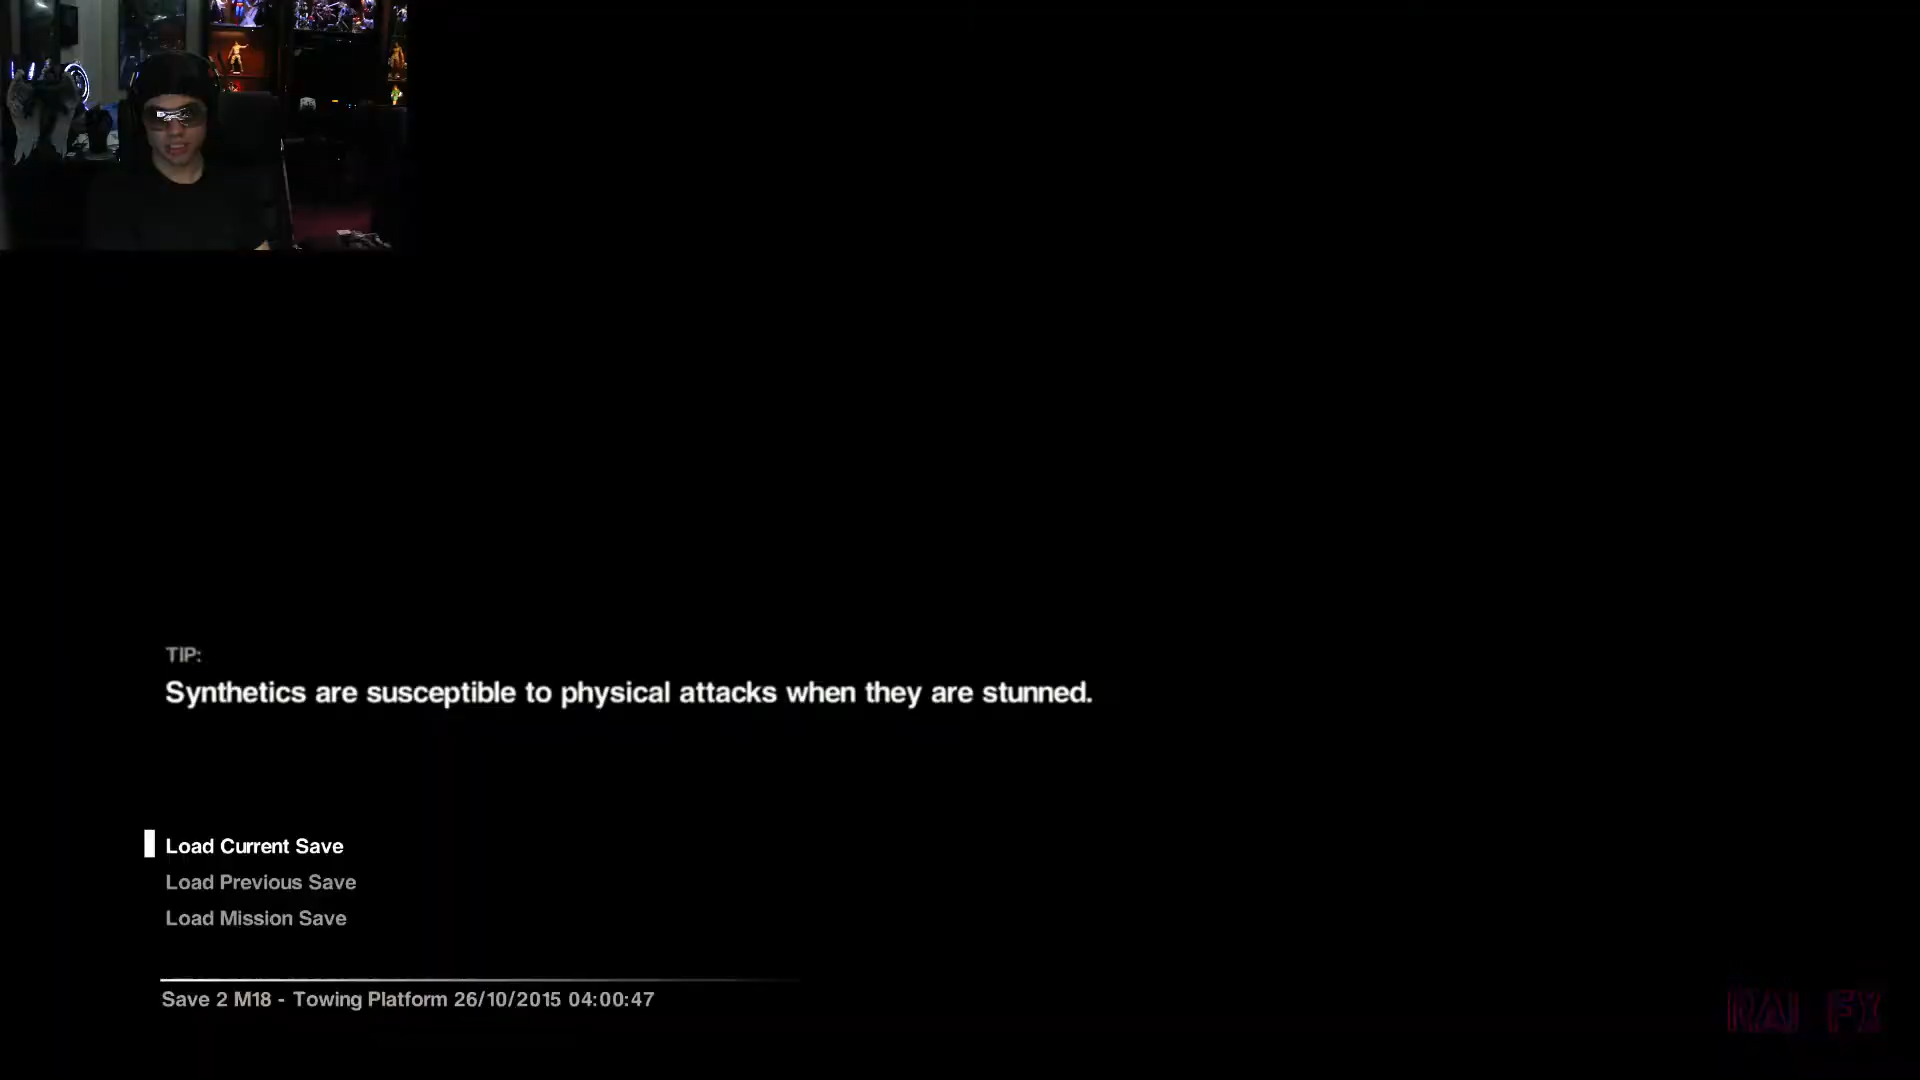 TIP:
Synthetics are susceptible to physical attacks when they are stunned.
Load Current Save
Load Previous Save
Load Mission Save
Save 2 M18 - Towing Platform 26/10/2015 04:00:47